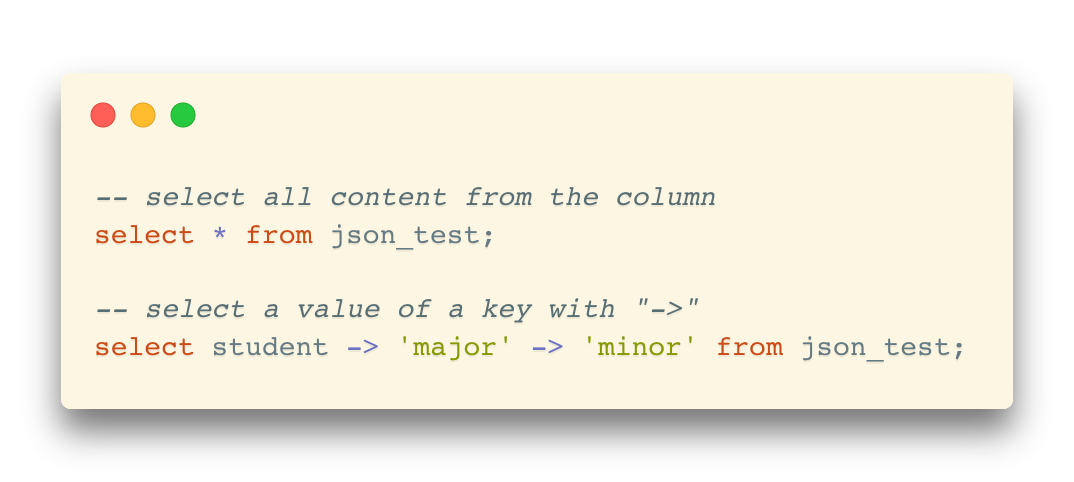 -- select all content from the column
select * from json_test;
-- select a value of a key with "->"
select student -> 'major' -> 'minor' from json_test;